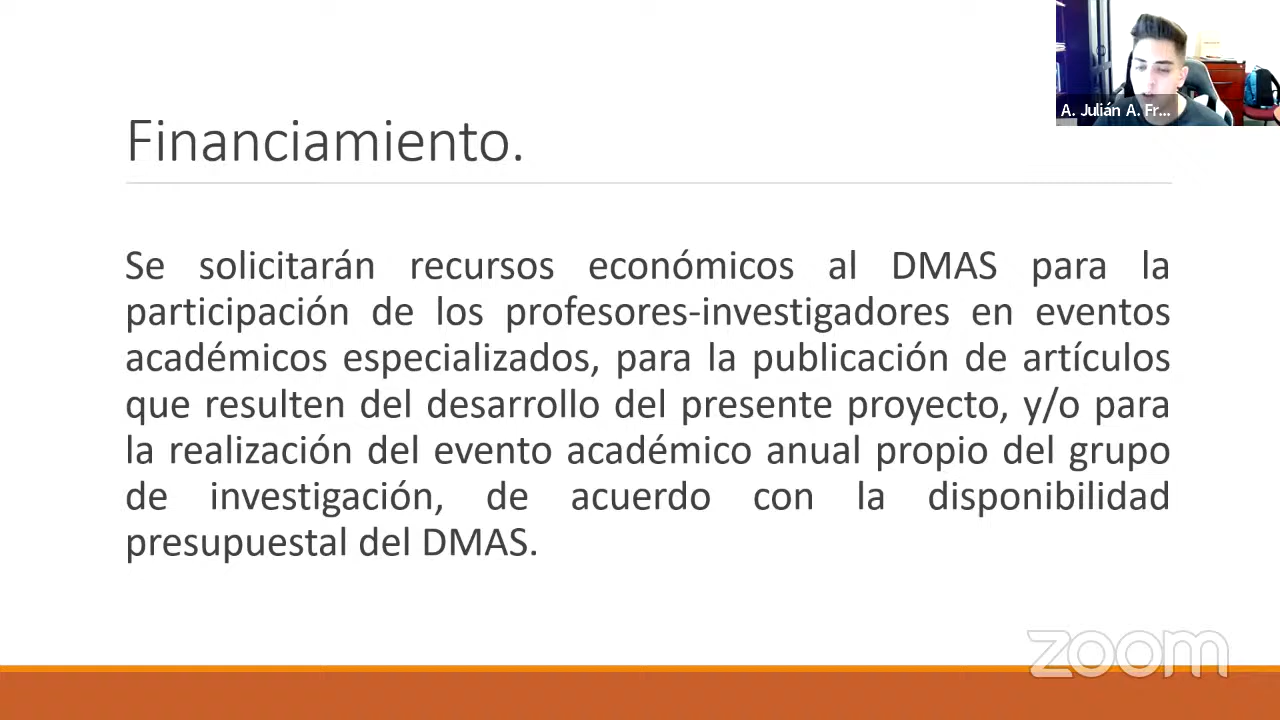 A. Julián A. Fr...
Financiamiento.
Se solicitarán recursos económicos al DMAS para la
participación de los profesores-investigadores en eventos
académicos especializados, para la publicación de artículos
que resulten del desarrollo del presente proyecto, y/o para
la realización del evento académico anual propio del grupo
de investigación, de acuerdo con la disponibilidad
presupuestal del DMAS.
zoom